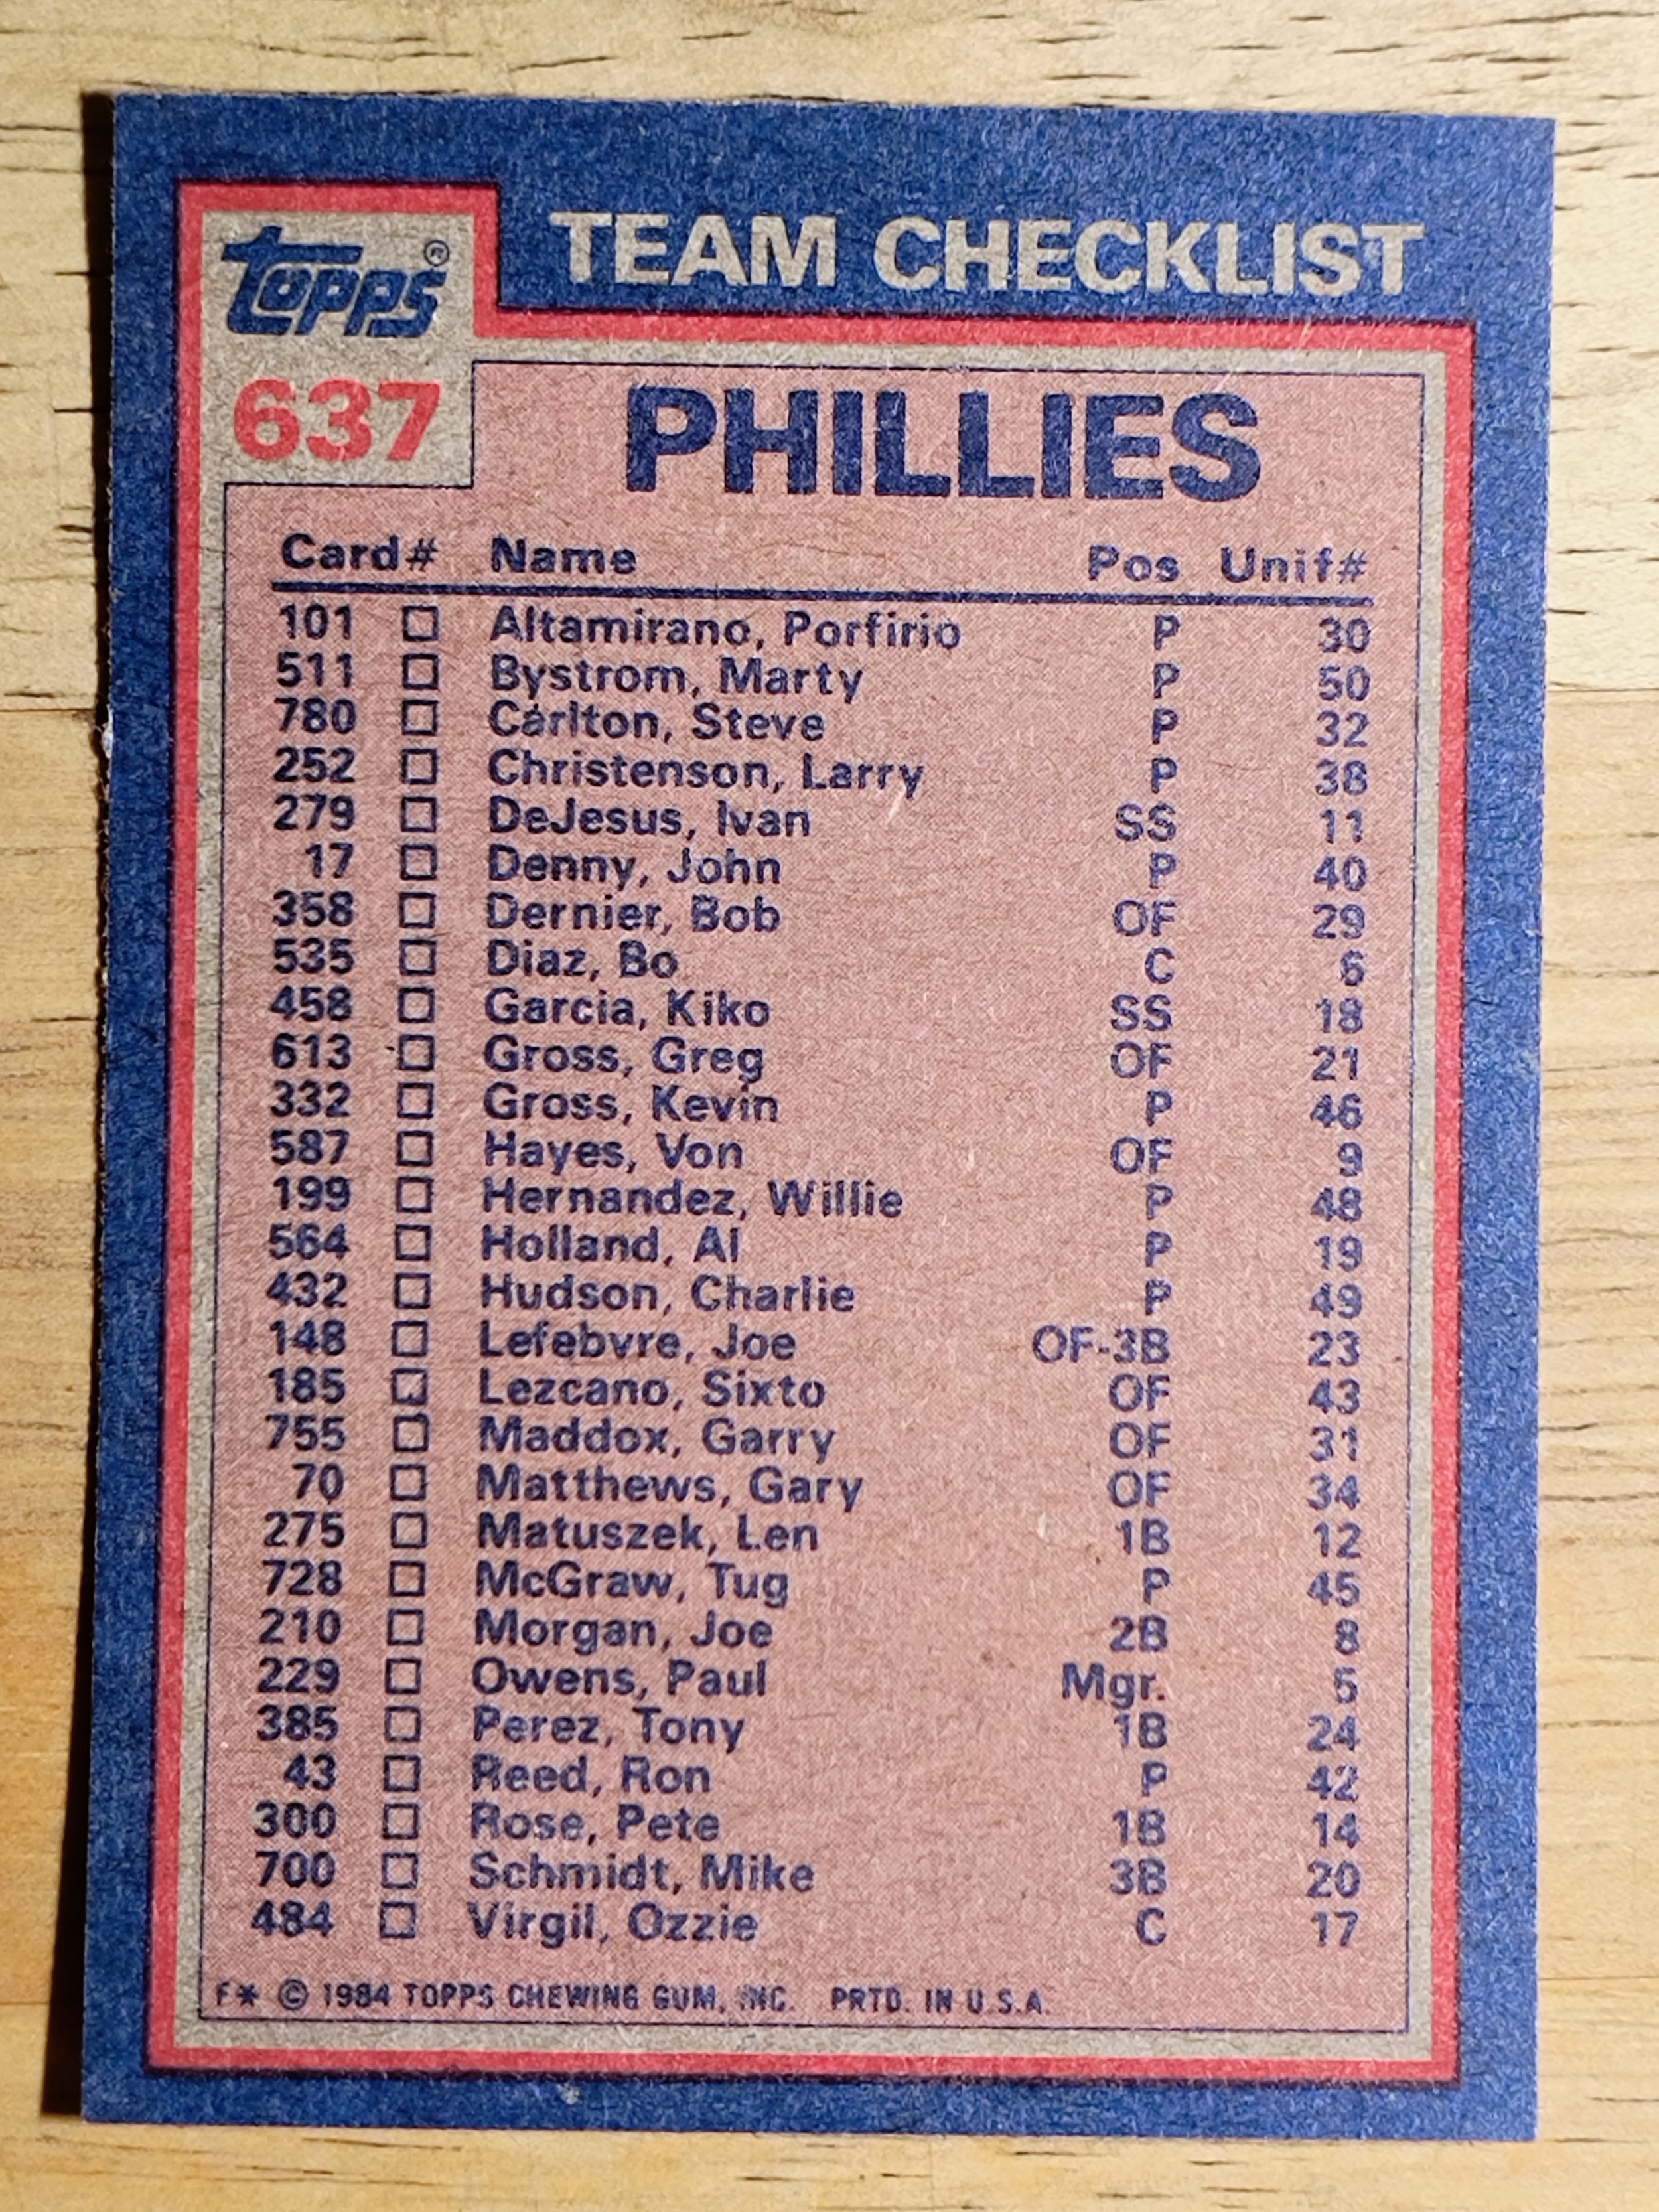 TEAM CHECKLIST
Topps®
637
PHILLIES
Card# Name Pos Unif#
101 Altamirano, Porfirio P 30
511 Bystrom, Marty P 50
780 Carlton, Steve P 32
252 Christenson, Larry P 38
279 DeJesus, Ivan SS 11
17 Denny, John P 40
358 Dernier, Bob OF 29
535 Diaz, Bo C 6
458 Garcia, Kiko SS 18
613 Gross, Greg OF 21
332 Gross, Kevin P 46
587 Hayes, Von OF 9
199 Hernandez, Willie P 48
564 Holland, Al P 19
432 Hudson, Charlie P 49
148 Lefebvre, Joe OF-3B 23
185 Lezcano, Sixto OF 43
755 Maddox, Garry OF 31
70 Matthews, Gary OF 34
275 Matuszek, Len 1B 12
728 McGraw, Tug P 45
210 Morgan, Joe 2B 8
229 Owens, Paul Mgr. 5
385 Perez, Tony 1B 24
43 Reed, Ron P 42
300 Rose, Pete 1B 14
700 Schmidt, Mike 3B 20
484 Virgil, Ozzie C 17
F* © 1984 TOPPS CHEWING GUM, INC. PRTD. IN U.S.A.